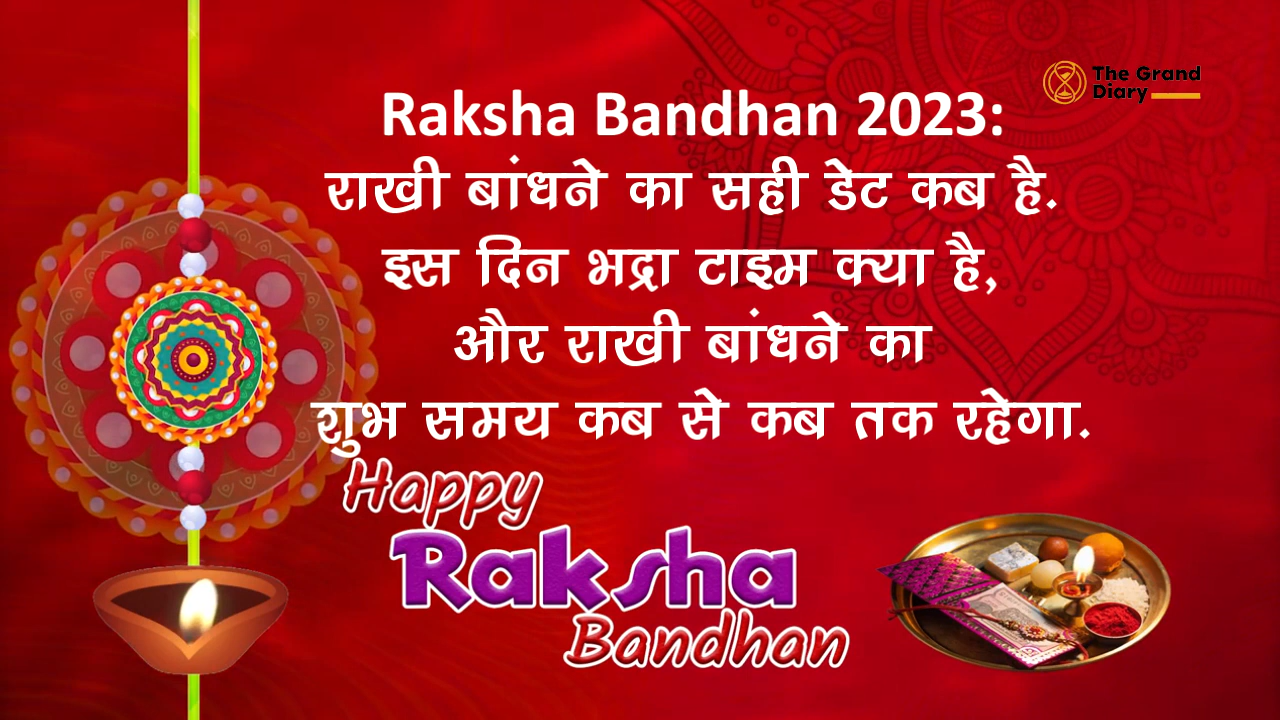 The Grand
Diary
Raksha Bandhan 2023:
राखी बांधने का सही डेट कब है.
इस दिन भद्रा टाइम क्या है,
और राखी बांधने का
शुभ समय कब से कब तक रहेगा.
Happy
Raksha
Bandhan